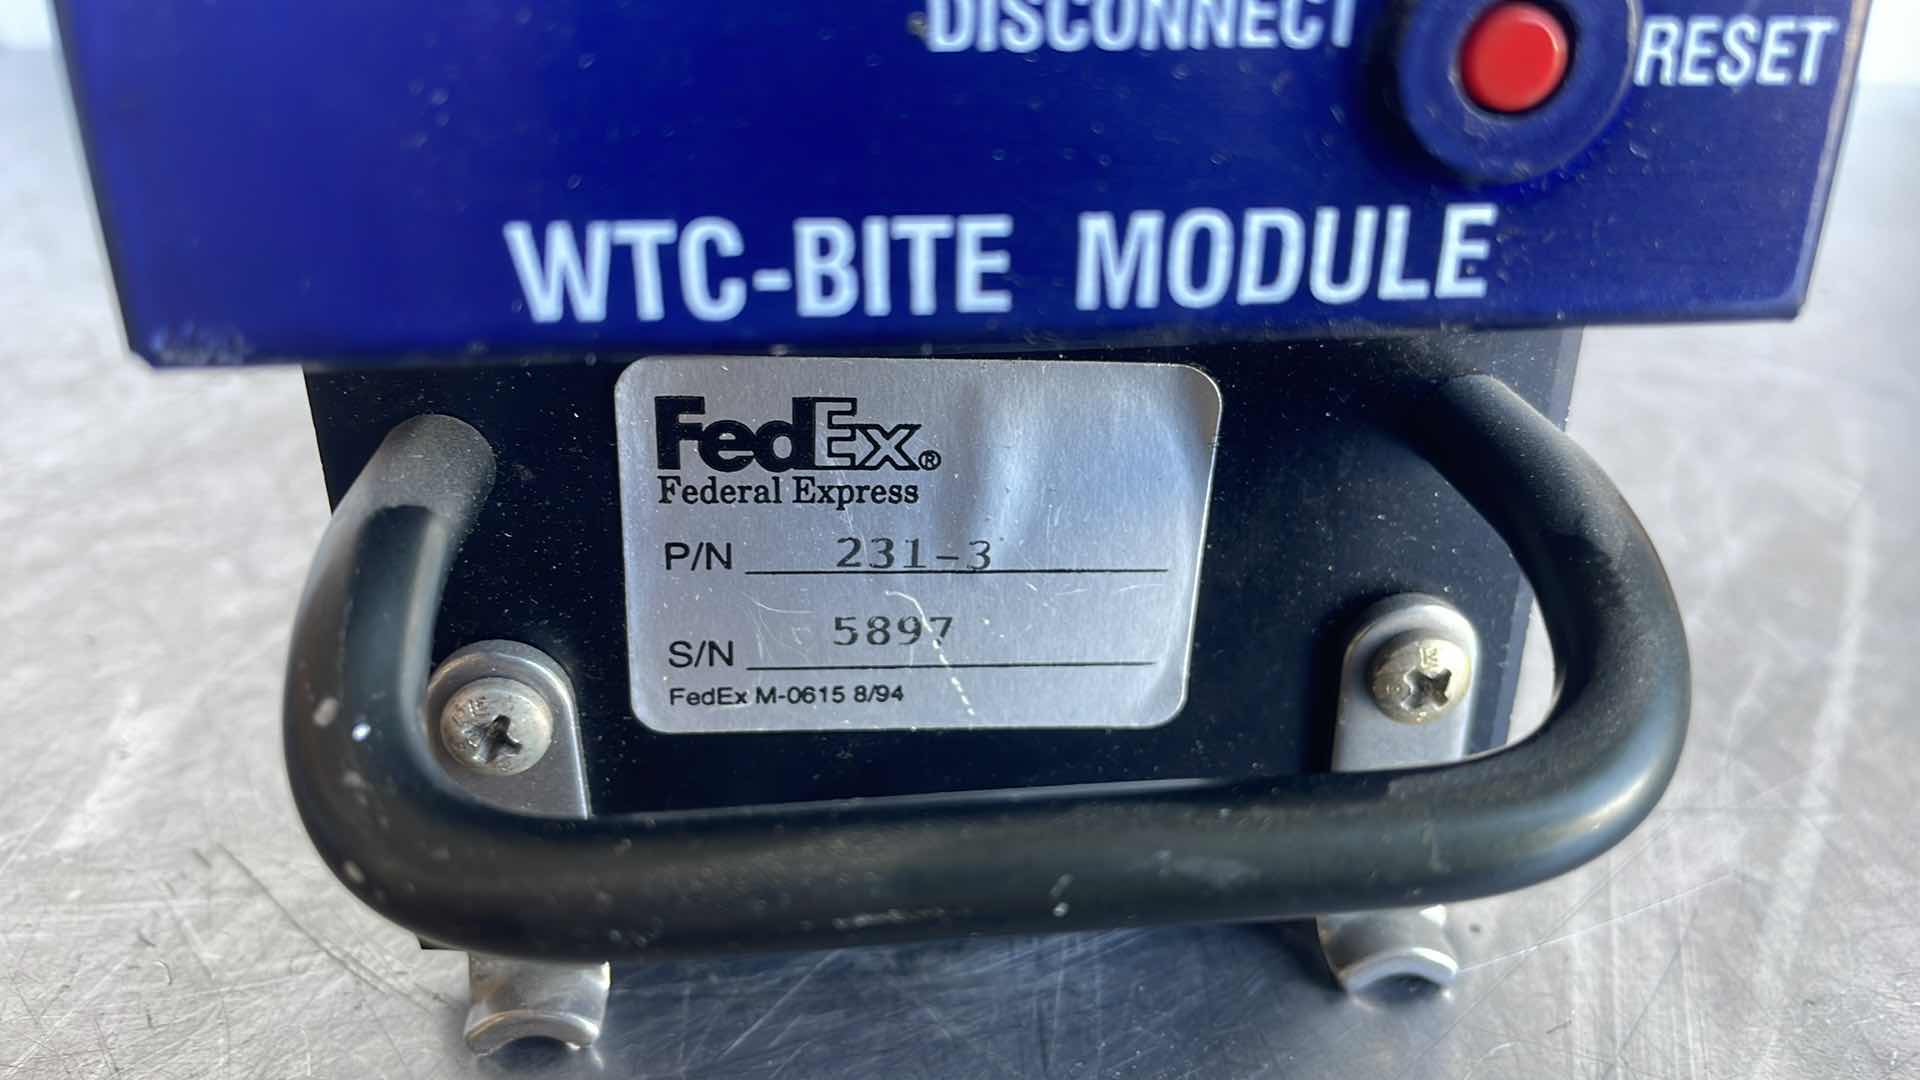 DISCONNECT
RESET
WTC-BITE MODULE
FedEx®
Federal Express
P/N 231-3
S/N 5897
FedEx M-0615 8/94